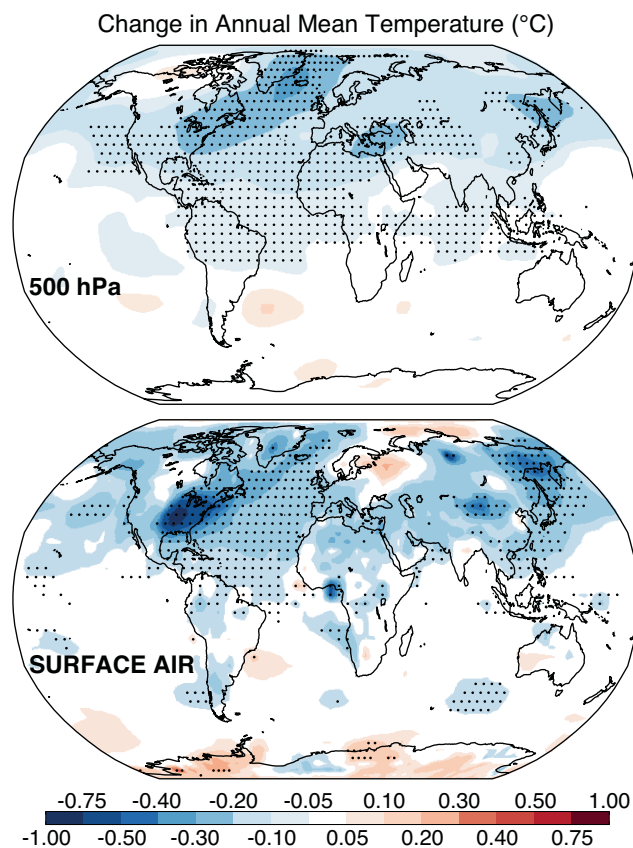 Change in Annual Mean Temperature (°C)
500 hPa
SURFACE AIR
-0.75 -0.40 -0.20 -0.05 0.10 0.30 0.50 1.00
-1.00 -0.50 -0.30 -0.10 0.05 0.20 0.40 0.75